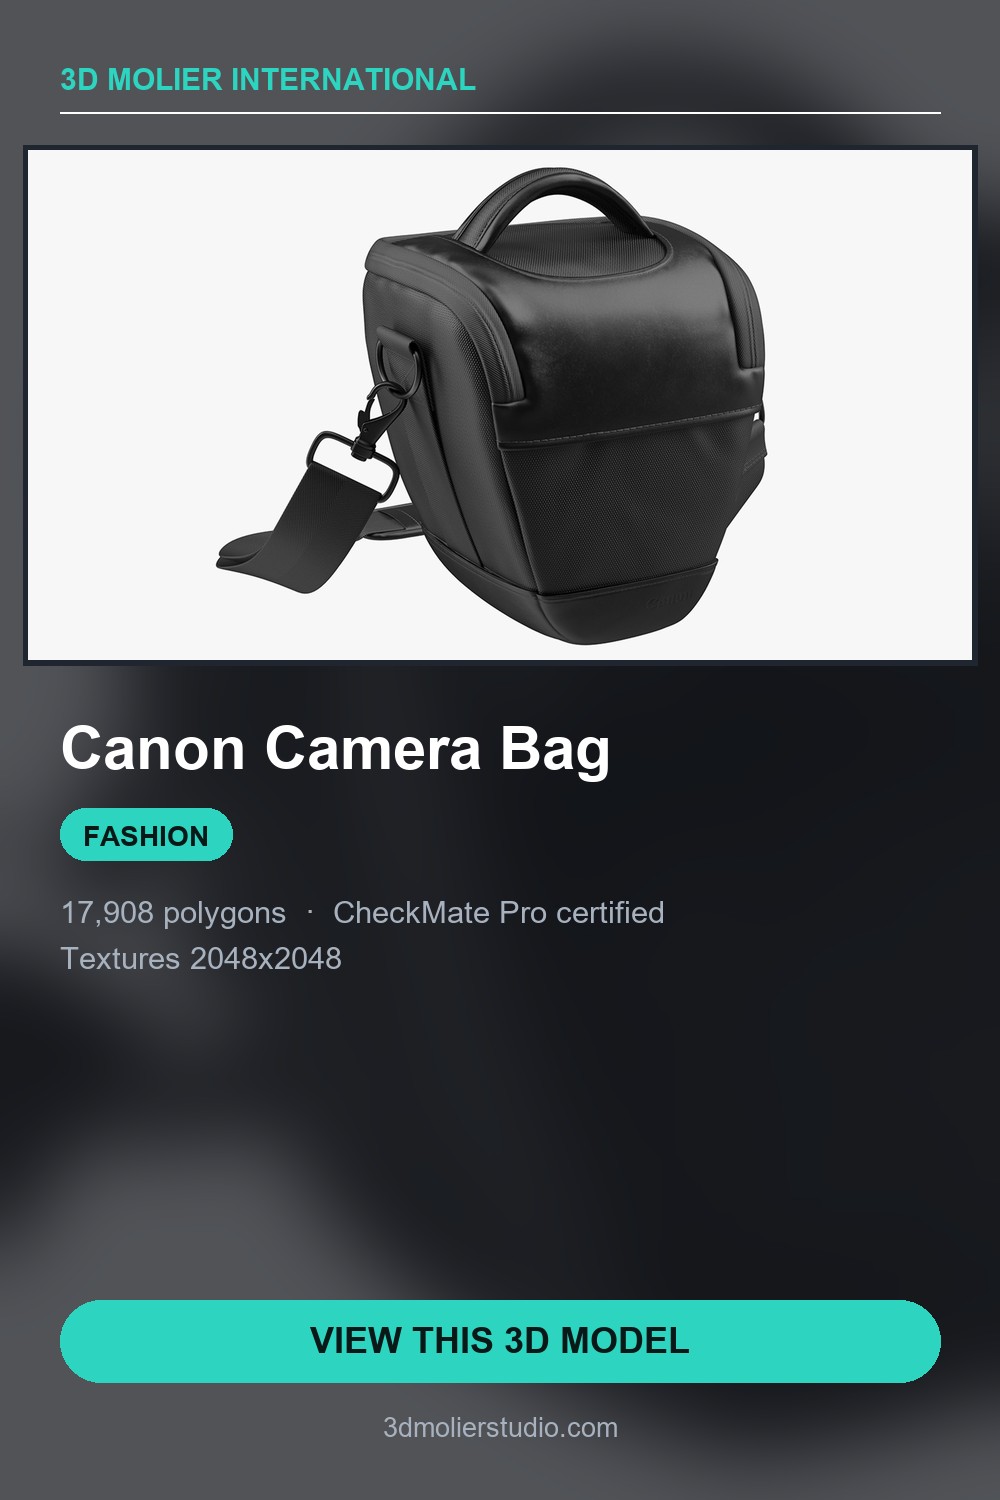 3D MOLIER INTERNATIONAL
Canon Camera Bag
FASHION
17,908 polygons · CheckMate Pro certified
Textures 2048x2048
VIEW THIS 3D MODEL
3dmolierstudio.com